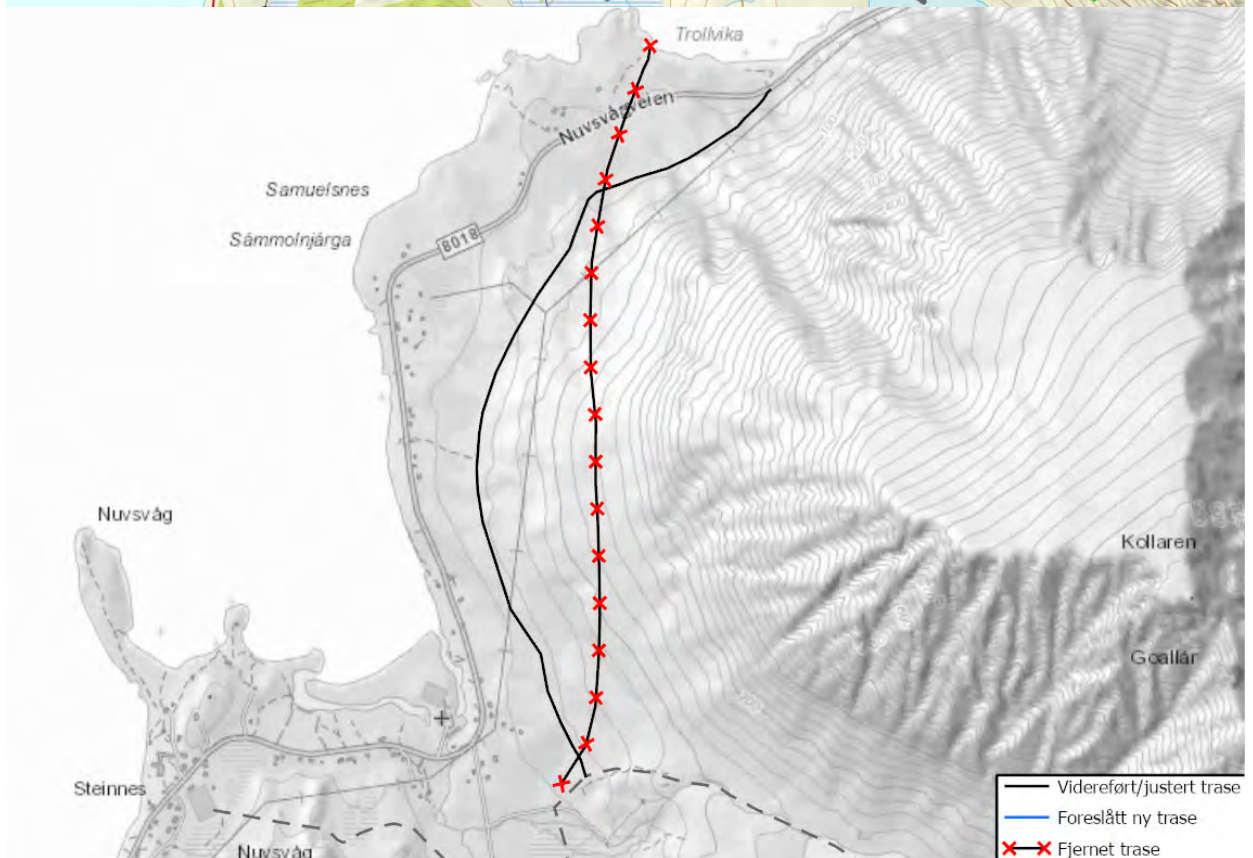 Trollvika
Nuvsvågveien
Samuelsnes
Sámmolnjárga
8018
Nuvsvåg
Kollaren
Goallár
Steinnes
Nuvsvåg
Videreført/justert trase
Foreslått ny trase
Fjernet trase